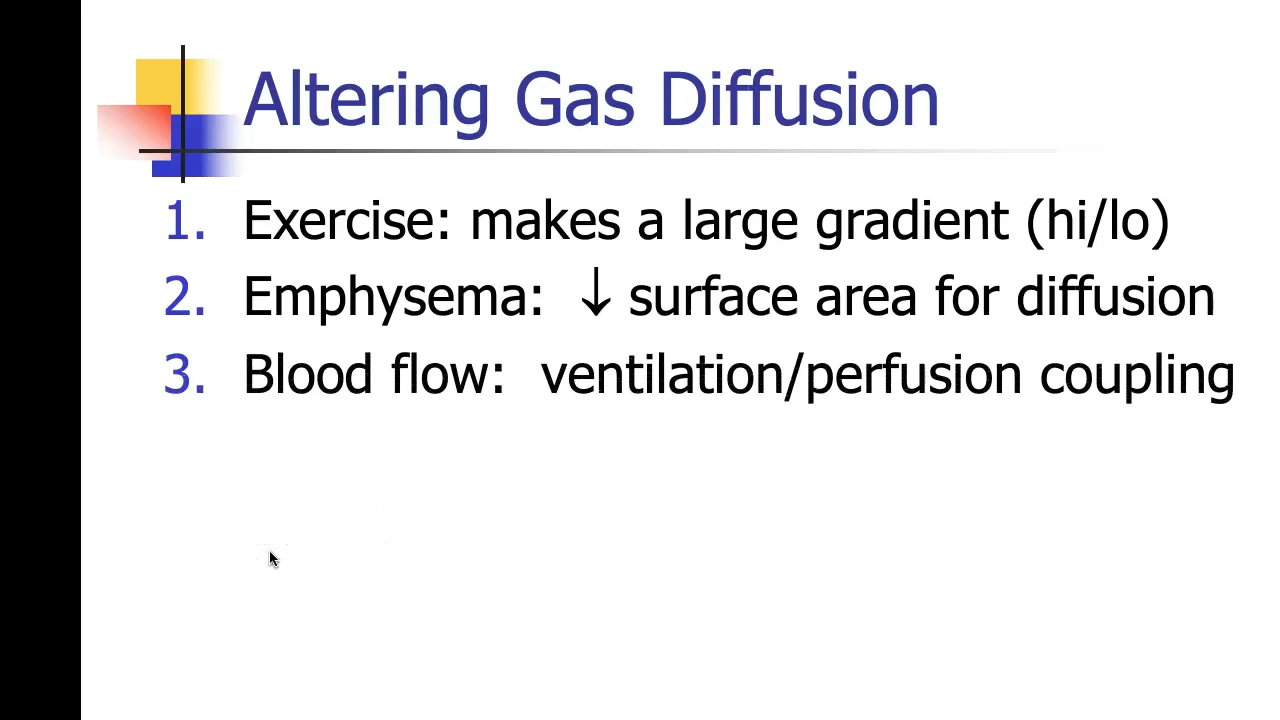 Altering Gas Diffusion
1. Exercise: makes a large gradient (hi/lo)
2. Emphysema: ↓ surface area for diffusion
3. Blood flow: ventilation/perfusion coupling